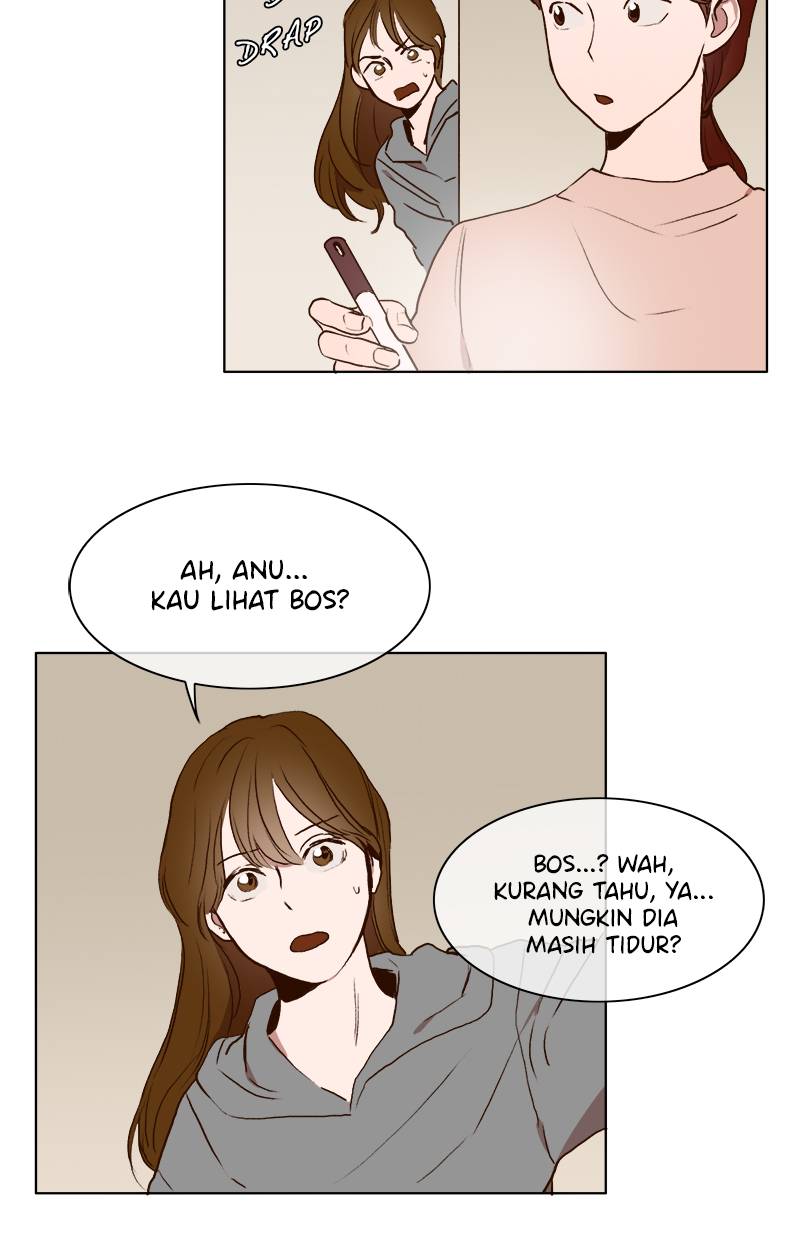 DRAP
AH, ANU...
KAU LIHAT BOS?
BOS...? WAH,
KURANG TAHU, YA...
MUNGKIN DIA
MASIH TIDUR?